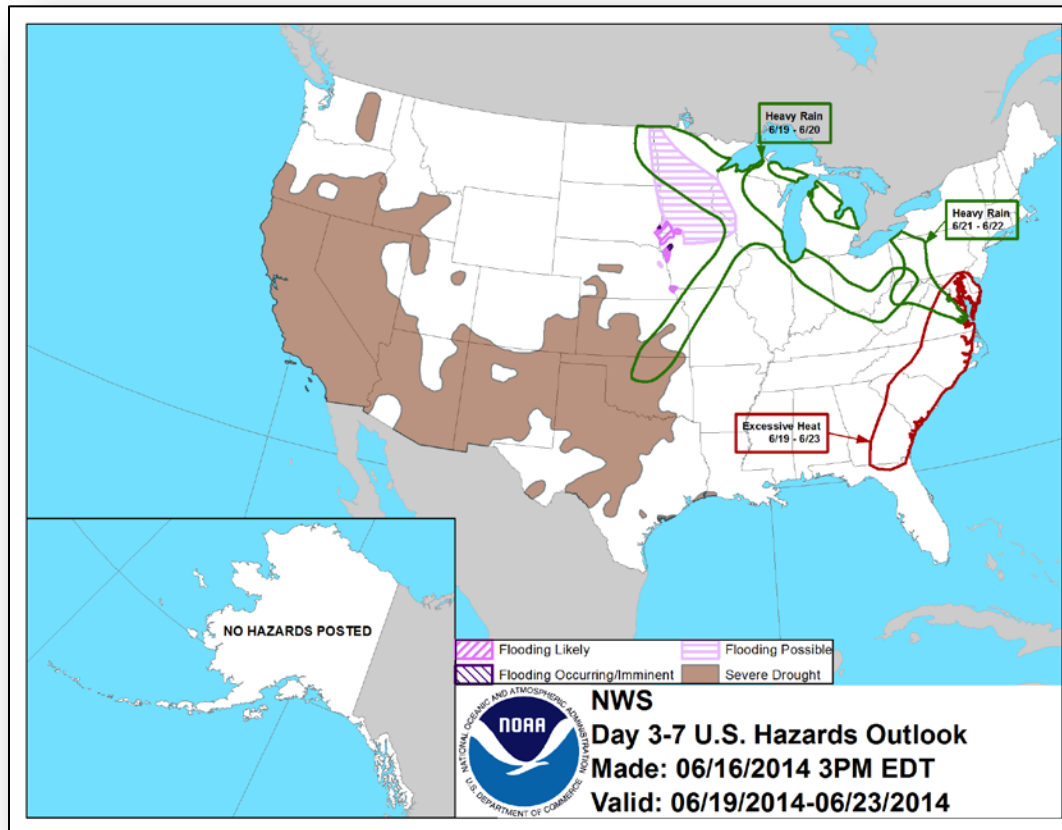 Heavy Rain
6/19 - 6/20
Heavy Rain
6/21 - 6/22
Excessive Heat
6/19 - 6/23
NO HAZARDS POSTED
Flooding Likely
Flooding Possible
Flooding Occurring/Imminent
Severe Drought
NATIONAL OCEANIC AND ATMOSPHERIC ADMINISTRATION
NOAA
U.S. DEPARTMENT OF COMMERCE
NWS
Day 3-7 U.S. Hazards Outlook
Made: 06/16/2014 3PM EDT
Valid: 06/19/2014-06/23/2014